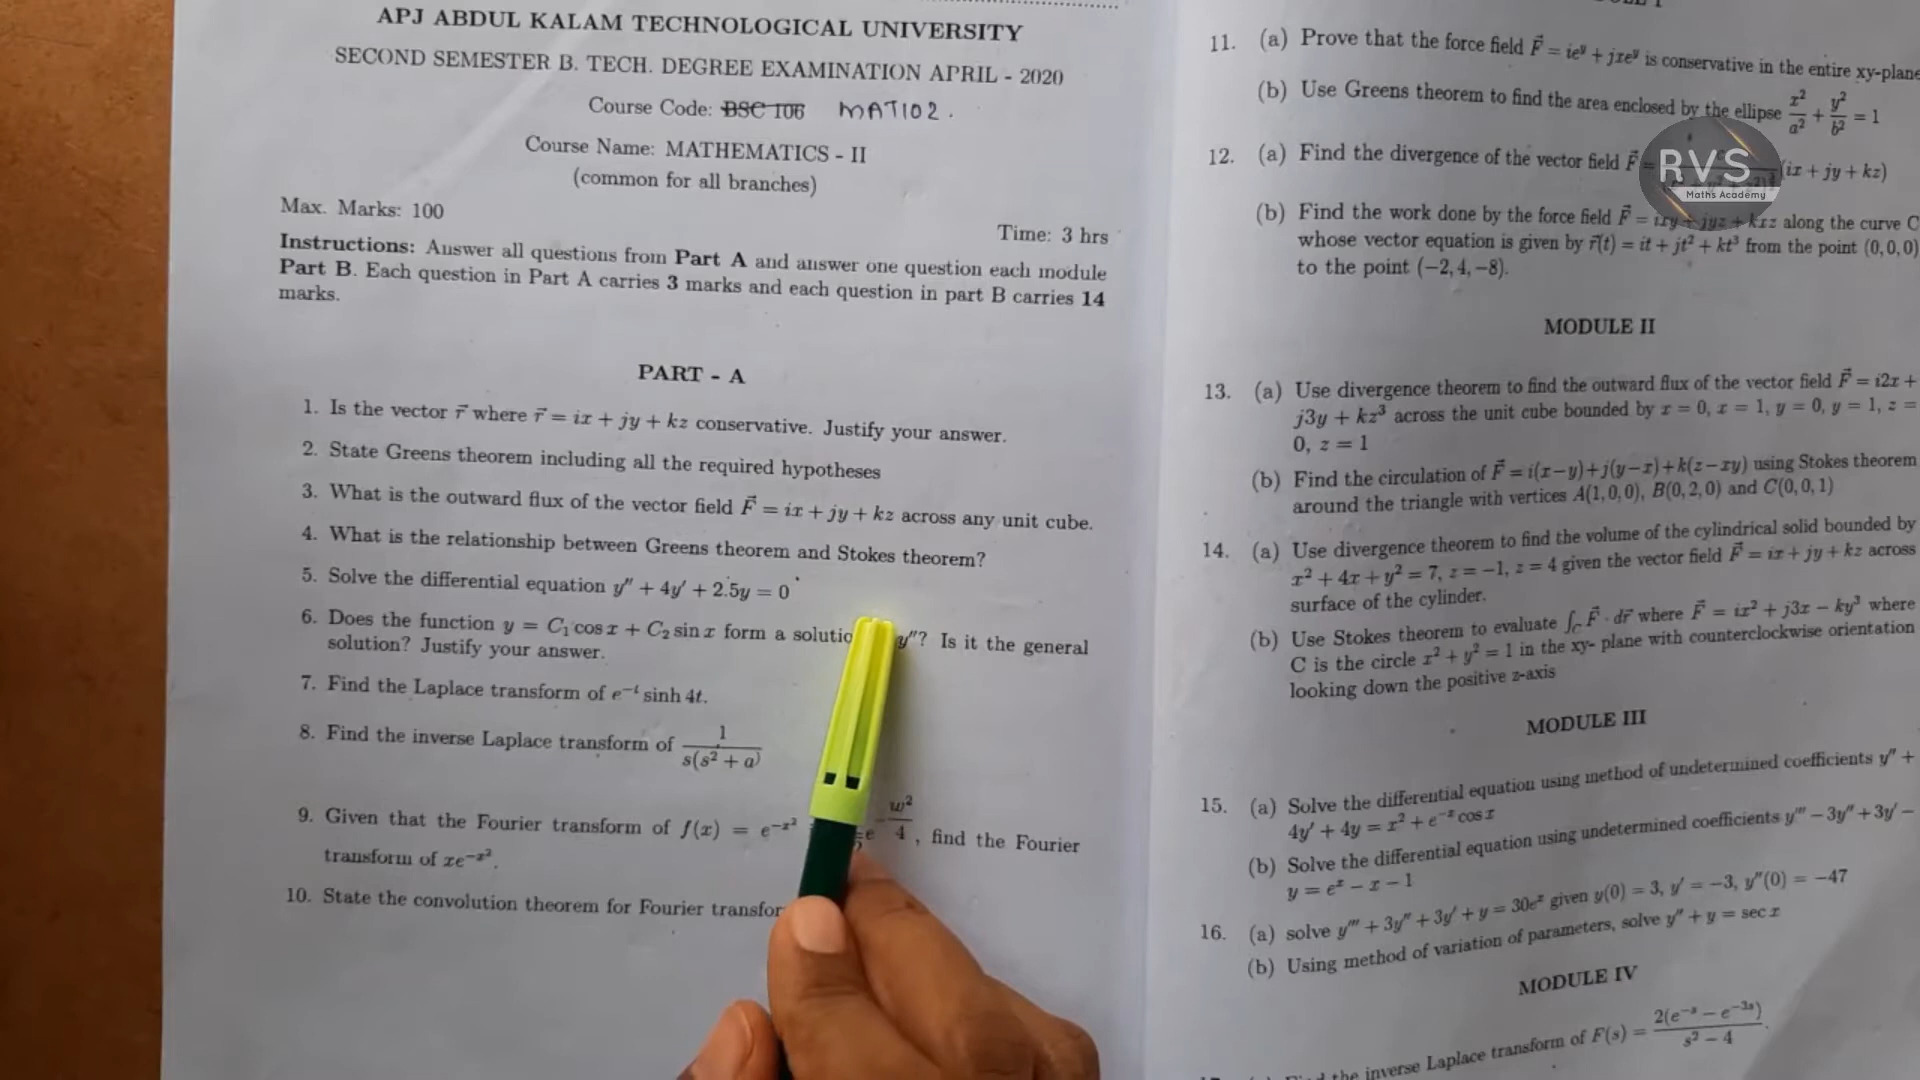 APJ ABDUL KALAM TECHNOLOGICAL UNIVERSITY
SECOND SEMESTER B. TECH. DEGREE EXAMINATION APRIL - 2020
Course Code: BSC 106 MAT102.
Course Name: MATHEMATICS - II
(common for all branches)
Max. Marks: 100
Time: 3 hrs
Instructions: Answer all questions from Part A and answer one question each module
Part B. Each question in Part A carries 3 marks and each question in part B carries 14
marks.
PART - A
1. Is the vector r⃗ where r⃗ = ix + jy + kz conservative. Justify your answer.
2. State Greens theorem including all the required hypotheses
3. What is the outward flux of the vector field F⃗ = ix + jy + kz across any unit cube.
4. What is the relationship between Greens theorem and Stokes theorem?
5. Solve the differential equation y″ + 4y′ + 2.5y = 0
6. Does the function y = C₁ cos x + C₂ sin x form a y″? Is it the general
solution? Justify your answer.
7. Find the Laplace transform of e^{-t} sinh 4t.
8. Find the inverse Laplace transform of 1/(s(s² + a))
9. Given that the Fourier transform of f(x) = e^{-x²} e^{-w²/4}, find the Fourier
transform of xe^{-x²}.
10. State the convolution theorem for Fourier
11. (a) Prove that the force field F⃗ = ie^y + jxe^y is conservative in the entire xy-plane
(b) Use Greens theorem to find the area enclosed by the ellipse x²/a² + y²/b² = 1
12. (a) Find the divergence of the vector field F⃗ = (ix + jy + kz)
RVS
Maths Academy
(b) Find the work done by the force field F⃗ = ixy + jyz + kxz along the curve C
whose vector equation is given by r⃗(t) = it + jt² + kt³ from the point (0,0,0)
to the point (−2,4,−8).
MODULE II
13. (a) Use divergence theorem to find the outward flux of the vector field F⃗ = i2x +
j3y + kz³ across the unit cube bounded by x = 0, x = 1, y = 0, y = 1, z =
0, z = 1
(b) Find the circulation of F⃗ = i(x−y)+j(y−x)+k(z−xy) using Stokes theorem
around the triangle with vertices A(1,0,0), B(0,2,0) and C(0,0,1)
14. (a) Use divergence theorem to find the volume of the cylindrical solid bounded by
x² + 4x + y² = 7, z = −1, z = 4 given the vector field F⃗ = ix + jy + kz across
surface of the cylinder.
(b) Use Stokes theorem to evaluate ∫_C F⃗ · dr⃗ where F⃗ = ix² + j3x − ky³ where
C is the circle x² + y² = 1 in the xy- plane with counterclockwise orientation
looking down the positive z-axis
MODULE III
15. (a) Solve the differential equation using method of undetermined coefficients y″ +
4y′ + 4y = x² + e^{-x} cos x
(b) Solve the differential equation using undetermined coefficients y‴ − 3y″ + 3y′ −
y = e^x − x − 1
16. (a) solve y‴ + 3y″ + 3y′ + y = 30e^x given y(0) = 3, y′ = −3, y″(0) = −47
(b) Using method of variation of parameters, solve y″ + y = sec x
MODULE IV
the inverse Laplace transform of F(s) = 2(e^{-s} − e^{-3s})/(s² − 4).